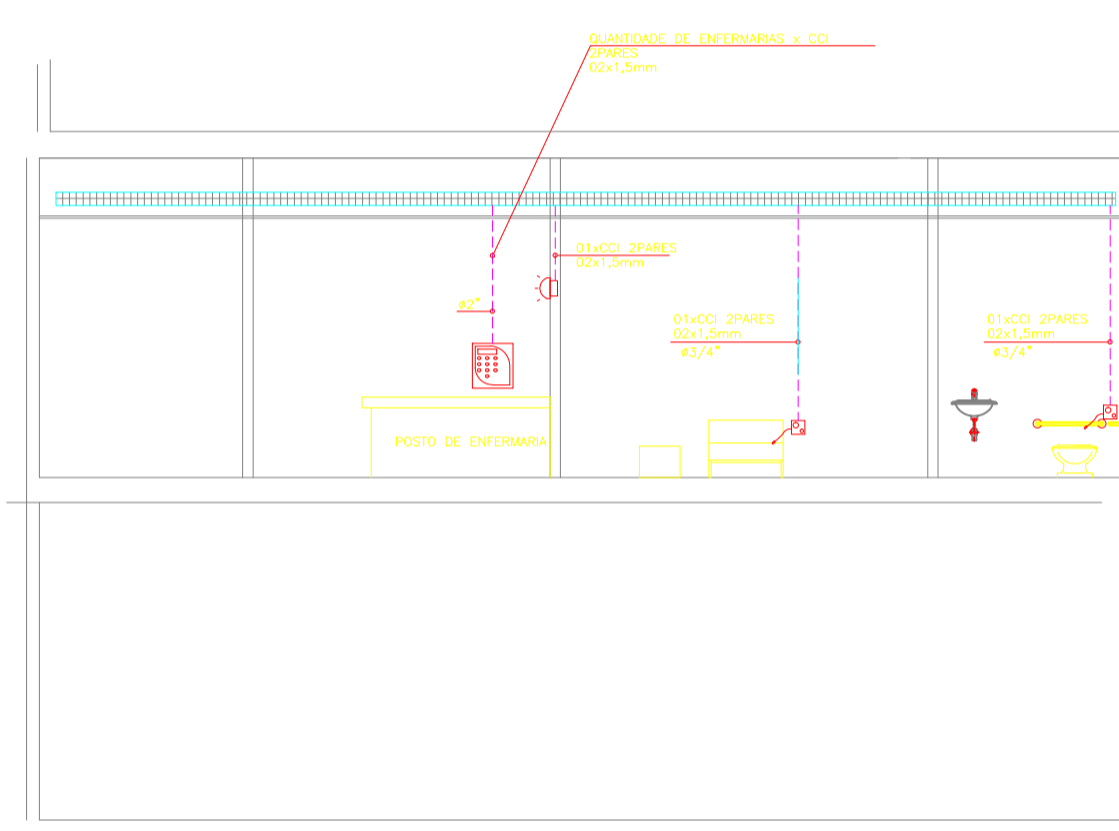 QUANTIDADE DE ENFERMARIAS x CCI
2PARES
02x1,5mm
01xCCI 2PARES
02x1,5mm
ø2"
01xCCI 2PARES
02x1,5mm
ø3/4"
01xCCI 2PARES
02x1,5mm
ø3/4"
POSTO DE ENFERMARIA